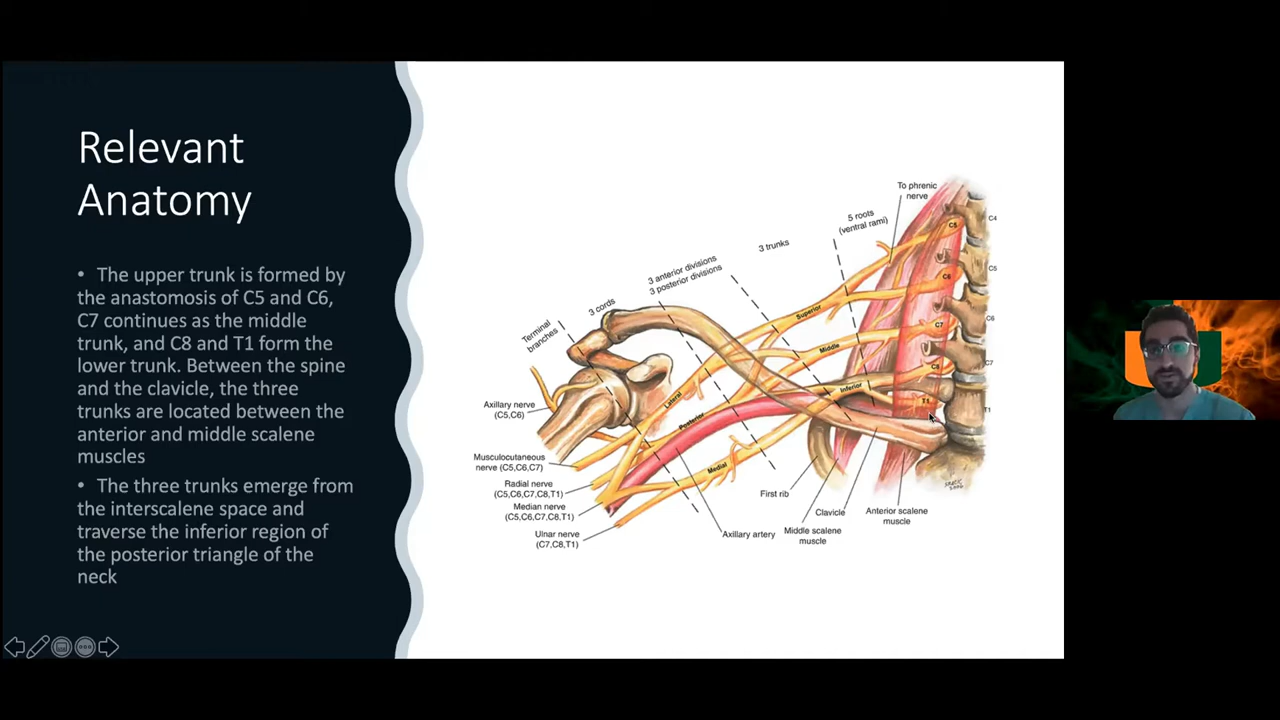 Relevant
Anatomy
• The upper trunk is formed by
the anastomosis of C5 and C6,
C7 continues as the middle
trunk, and C8 and T1 form the
lower trunk. Between the spine
and the clavicle, the three
trunks are located between the
anterior and middle scalene
muscles
• The three trunks emerge from
the interscalene space and
traverse the inferior region of
the posterior triangle of the
neck
To phrenic
nerve
5 roots
(ventral rami)
3 trunks
3 anterior divisions
3 posterior divisions
3 cords
Terminal
branches
C5
C6
C7
C8
T1
C4
C5
C6
C7
T1
Superior
Middle
Inferior
Lateral
Posterior
Medial
Axillary nerve
(C5,C6)
Musculocutaneous
nerve (C5,C6,C7)
Radial nerve
(C5,C6,C7,C8,T1)
Median nerve
(C5,C6,C7,C8,T1)
Ulnar nerve
(C7,C8,T1)
Axillary artery
First rib
Middle scalene
muscle
Clavicle
Anterior scalene
muscle